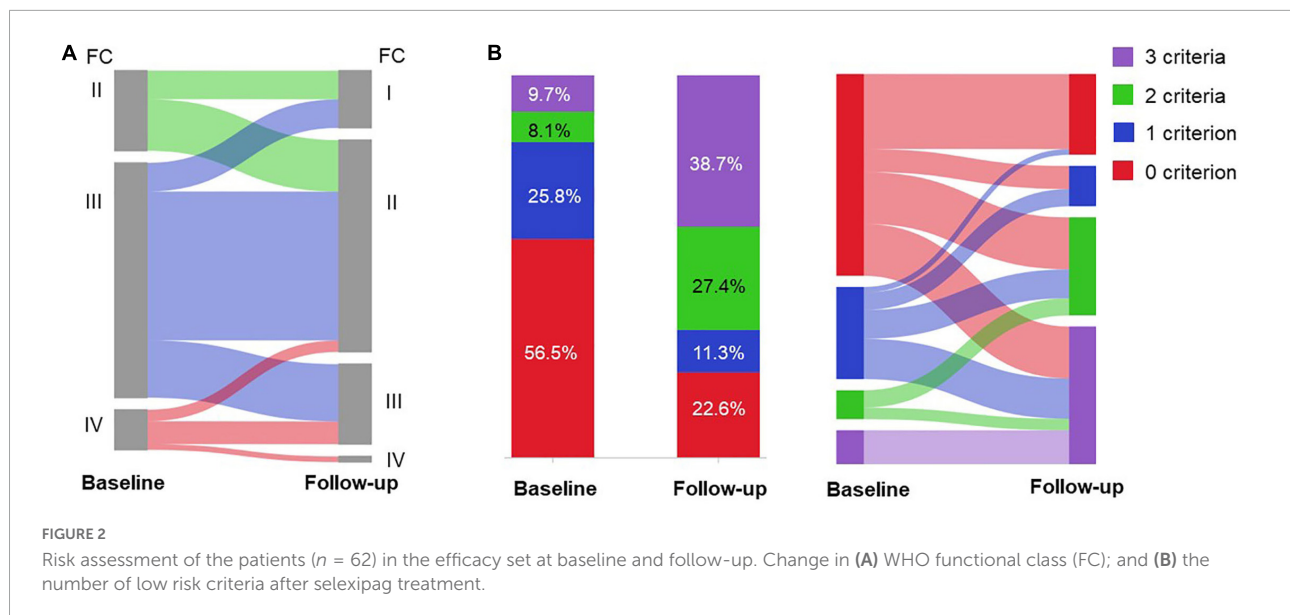 A
FC
FC
II
I
III
II
IV
III
IV
Baseline
Follow-up
B
9.7%
8.1%
25.8%
56.5%
38.7%
27.4%
11.3%
22.6%
Baseline
Follow-up
Baseline
Follow-up
3 criteria
2 criteria
1 criterion
0 criterion
FIGURE 2
Risk assessment of the patients (n = 62) in the efficacy set at baseline and follow-up. Change in (A) WHO functional class (FC); and (B) the
number of low risk criteria after selexipag treatment.